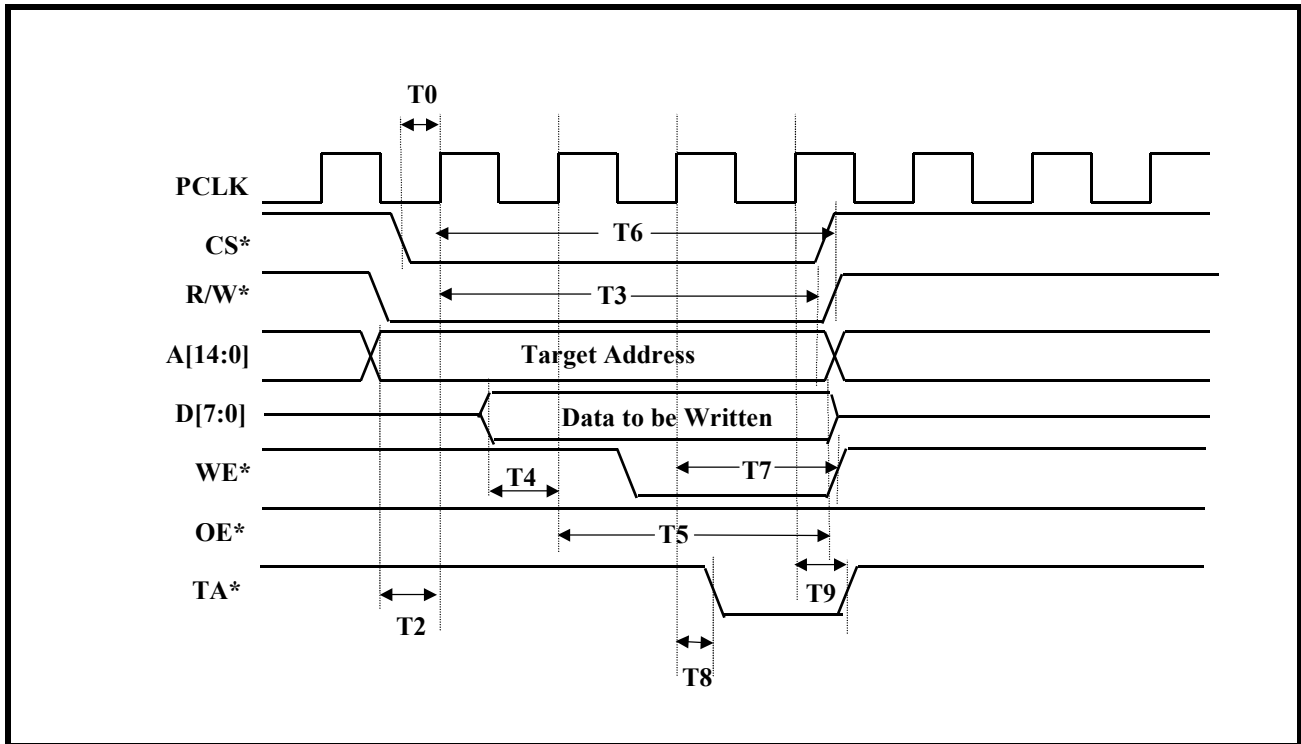 T0
PCLK
T6
CS*
R/W*
T3
A[14:0]
Target Address
D[7:0]
Data to be Written
WE*
T4
T7
OE*
T5
TA*
T9
T2
T8